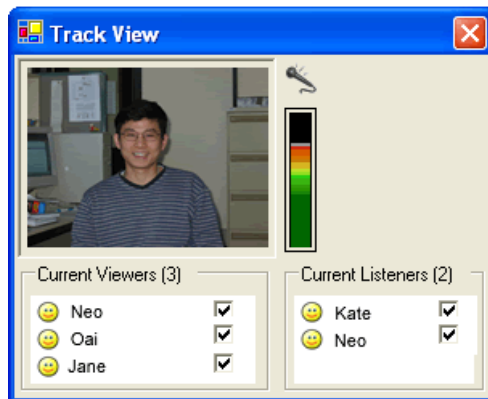 Track View
Current Viewers (3)
Neo
Oai
Jane
Current Listeners (2)
Kate
Neo